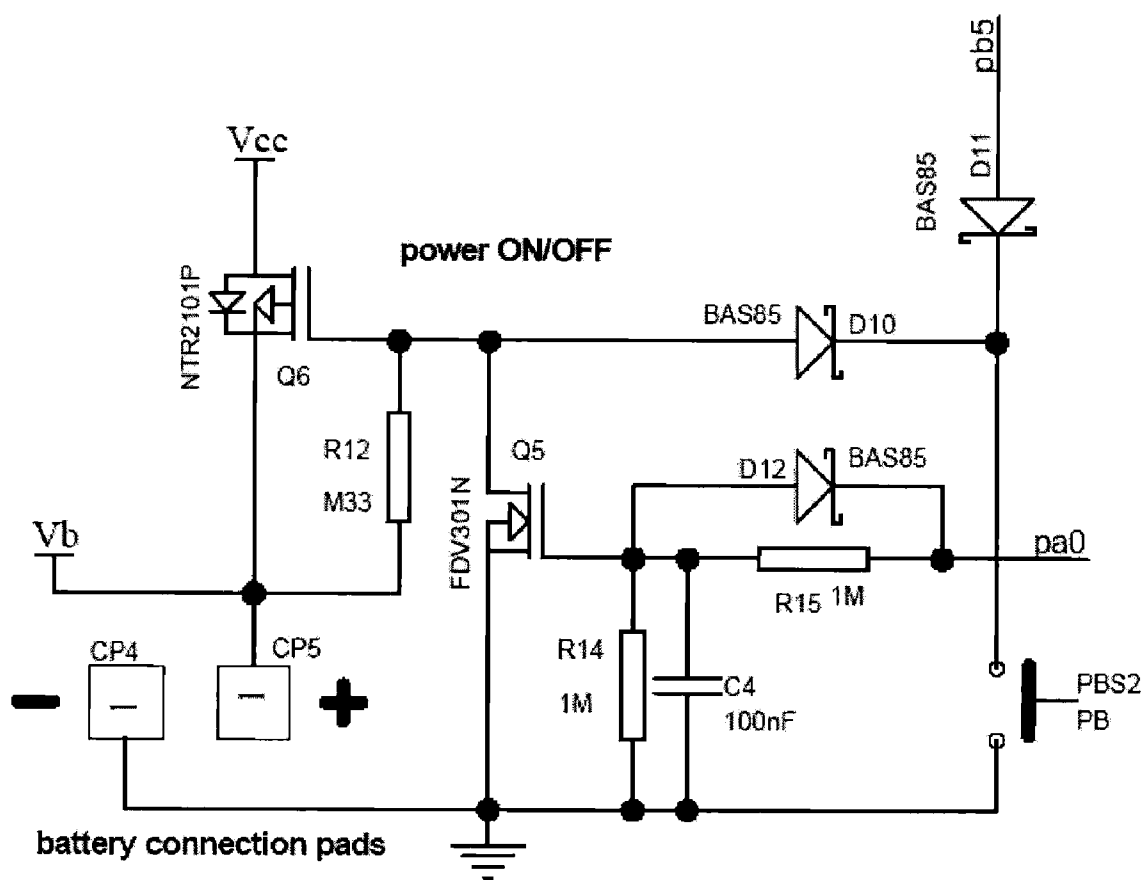 pb5
D11
BAS85
Vcc
power ON/OFF
NTR2101P
Q6
BAS85
D10
R12
M33
Q5
FDV301N
D12
BAS85
Vb
pa0
R15
1M
CP4
CP5
R14
1M
C4
100nF
PBS2
PB
battery connection pads